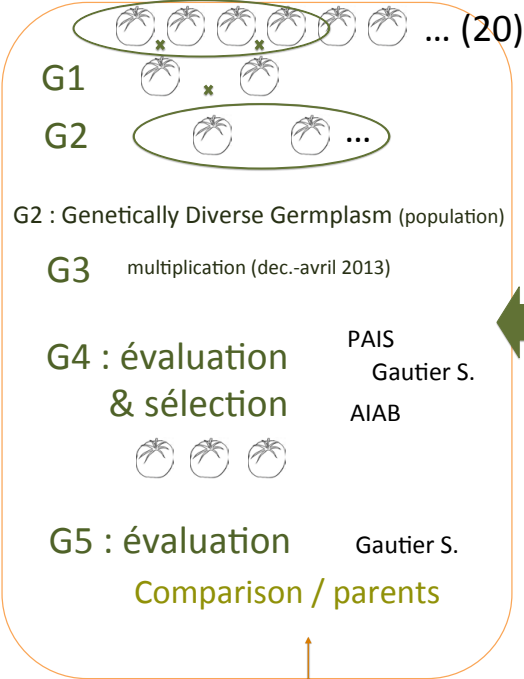 ... (20)
G1
G2
...
G2 : Genetically Diverse Germplasm (population)
G3 multiplication (dec.-avril 2013)
PAIS
G4 : évaluation
Gautier S.
& sélection
AIAB
G5 : évaluation Gautier S.
Comparison / parents